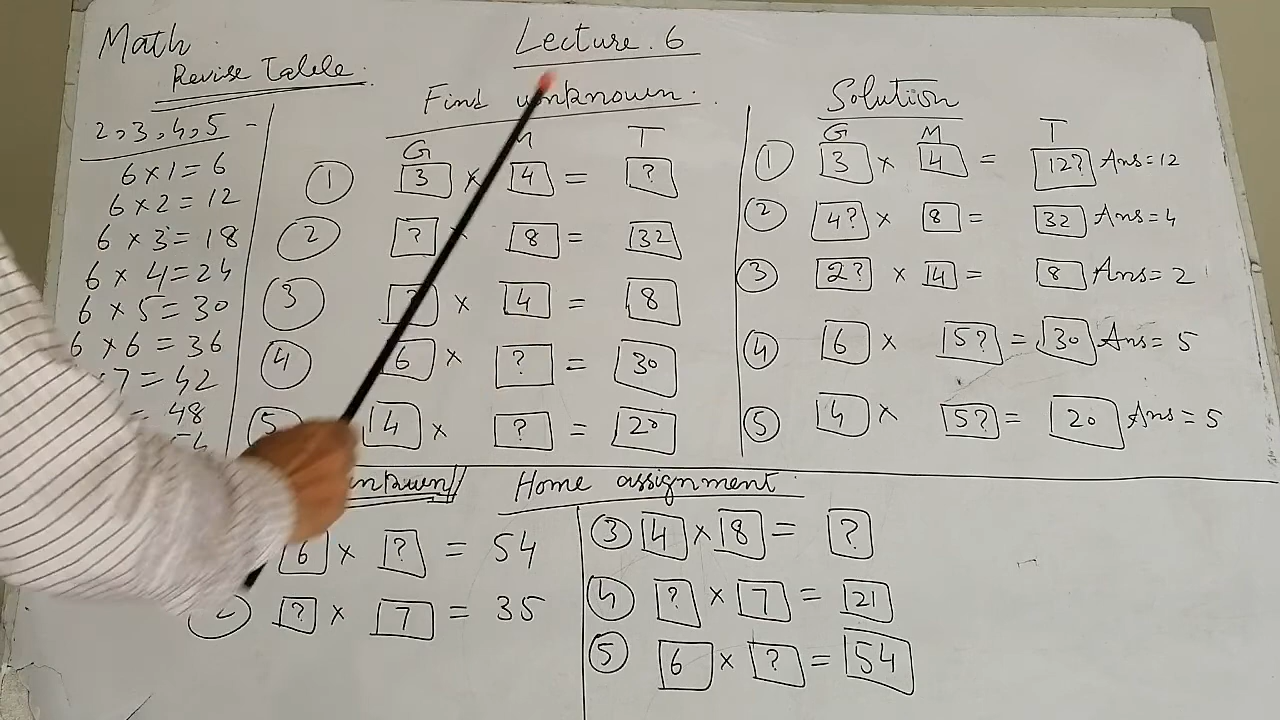 Math
Lecture. 6
Revise Table.
2,3,4,5 -
6 x 1 = 6
6 x 2 = 12
6 x 3 = 18
6 x 4 = 24
6 x 5 = 30
6 x 6 = 36
7 = 42
= 48
Find unknown.
G M T
1 3 x 4 = ?
2 ? x 8 = 32
3 ? x 4 = 8
4 6 x ? = 30
5 4 x ? = 20
Solution
G M T
1 3 x 4 = 12? Ans = 12
2 4? x 8 = 32 Ans = 4
3 2? x 4 = 8 Ans = 2
4 6 x 5? = 30 Ans = 5
5 4 x 5? = 20 Ans = 5
Home assignment
6 x ? = 54
2 ? x 7 = 35
3 4 x 8 = ?
4 ? x 7 = 21
5 6 x ? = 54